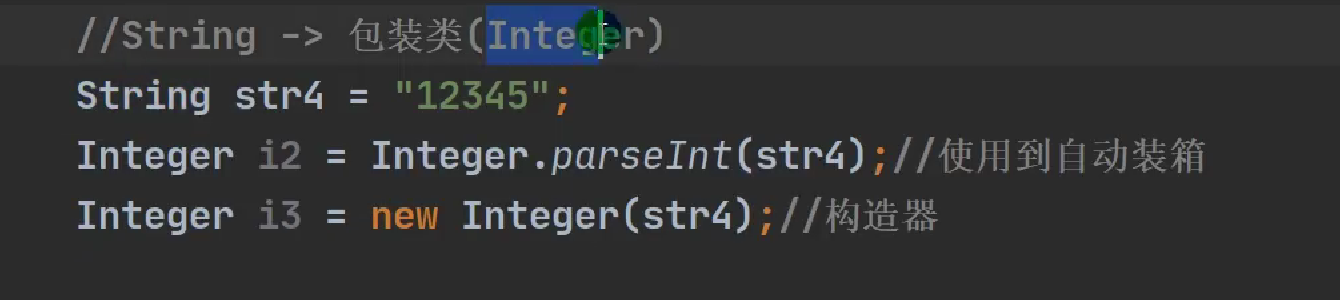 //String -> 包装类(Integer)
String str4 = "12345";
Integer i2 = Integer.parseInt(str4);//使用到自动装箱
Integer i3 = new Integer(str4);//构造器